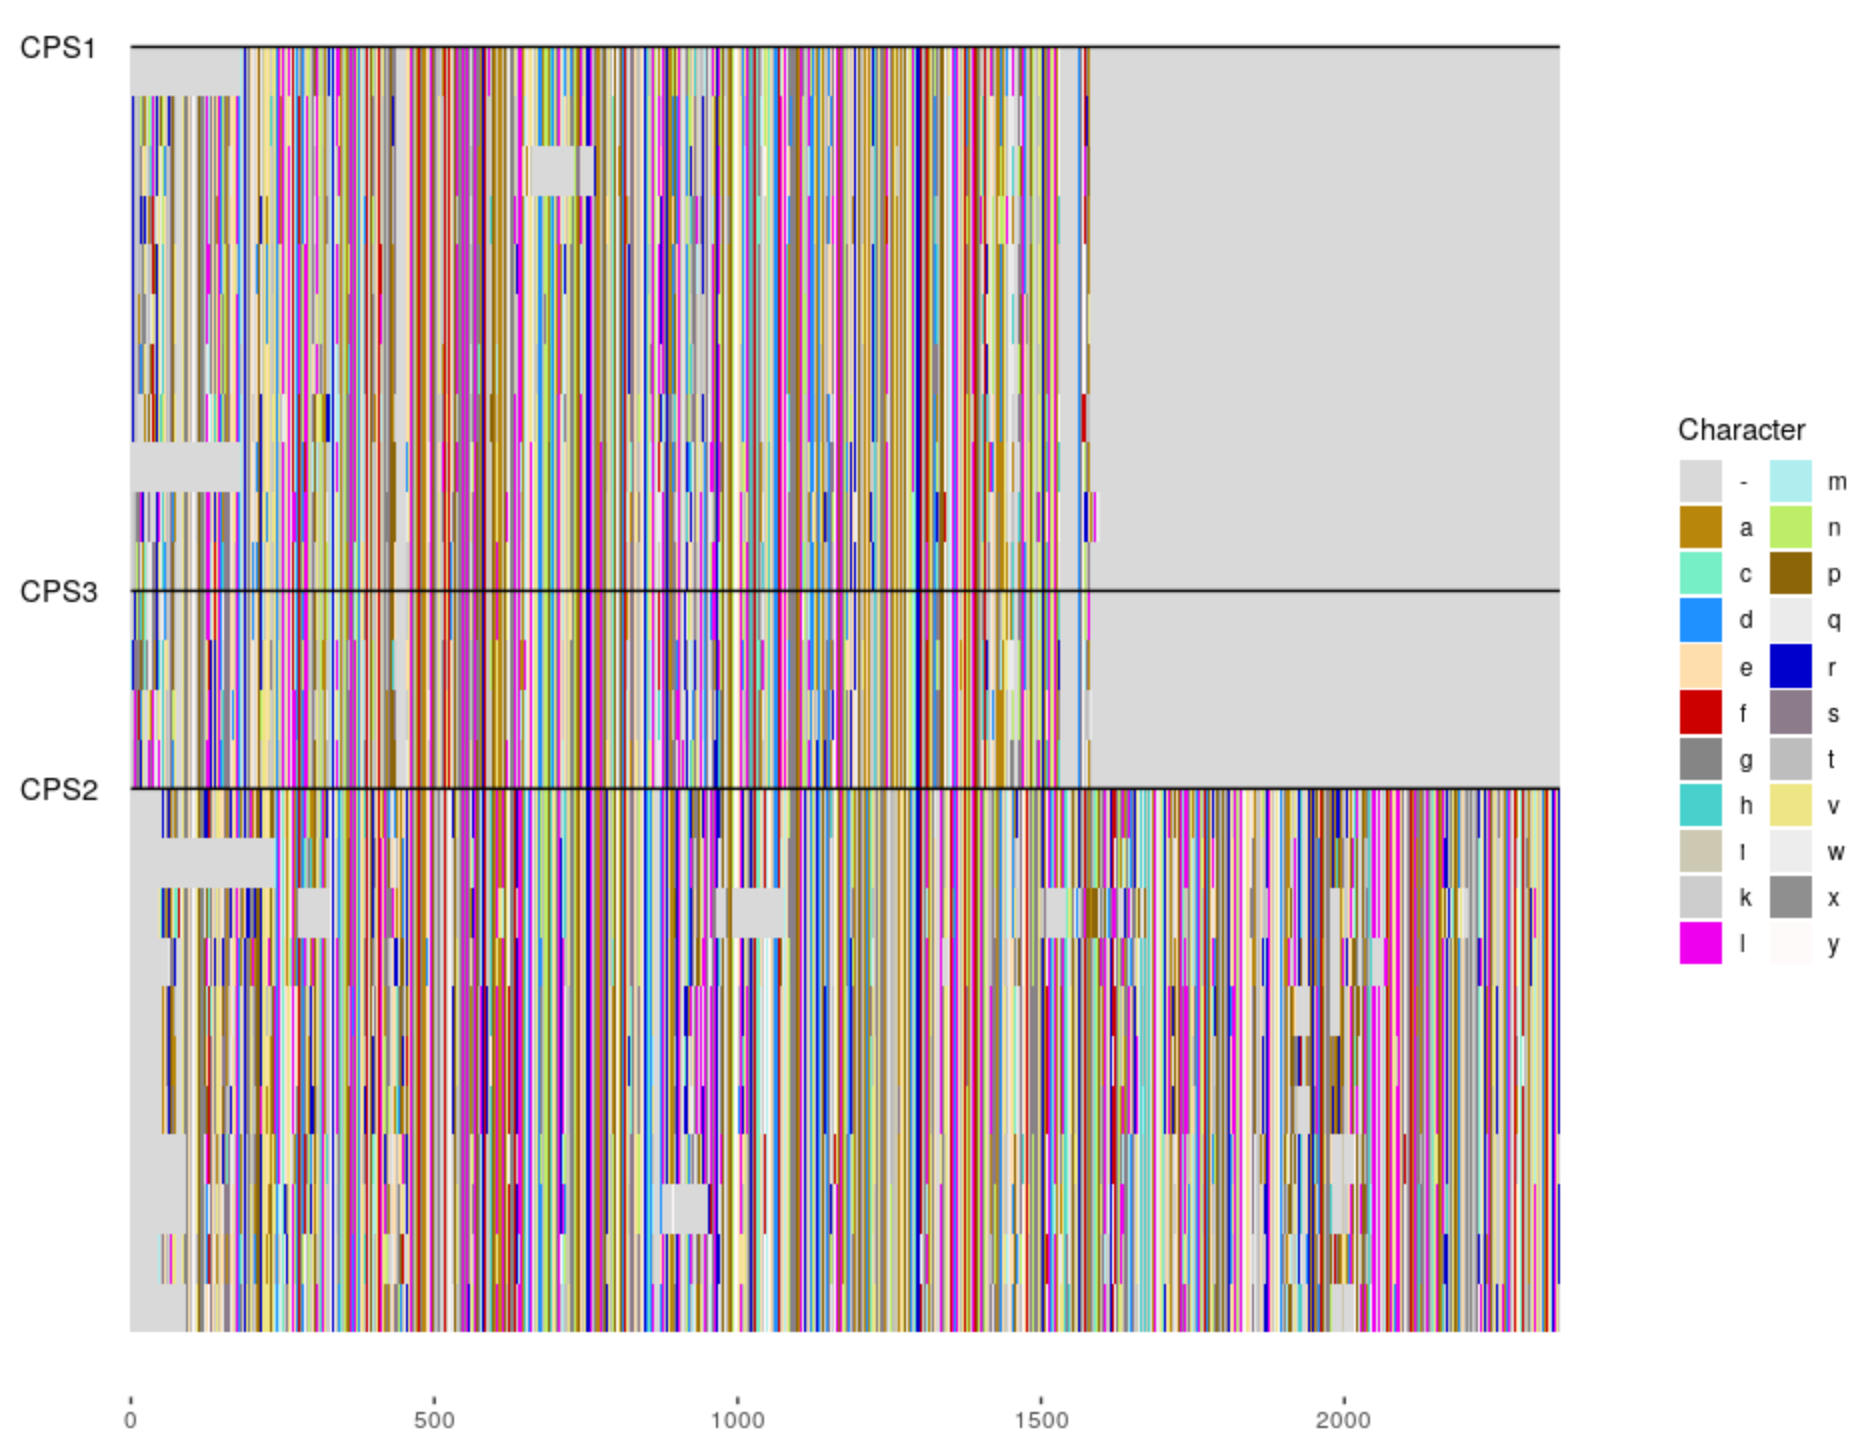 CPS1
CPS3
CPS2
0 500 1000 1500 2000
Character
- m
a n
c p
d q
e r
f s
g t
h v
i w
k x
l y